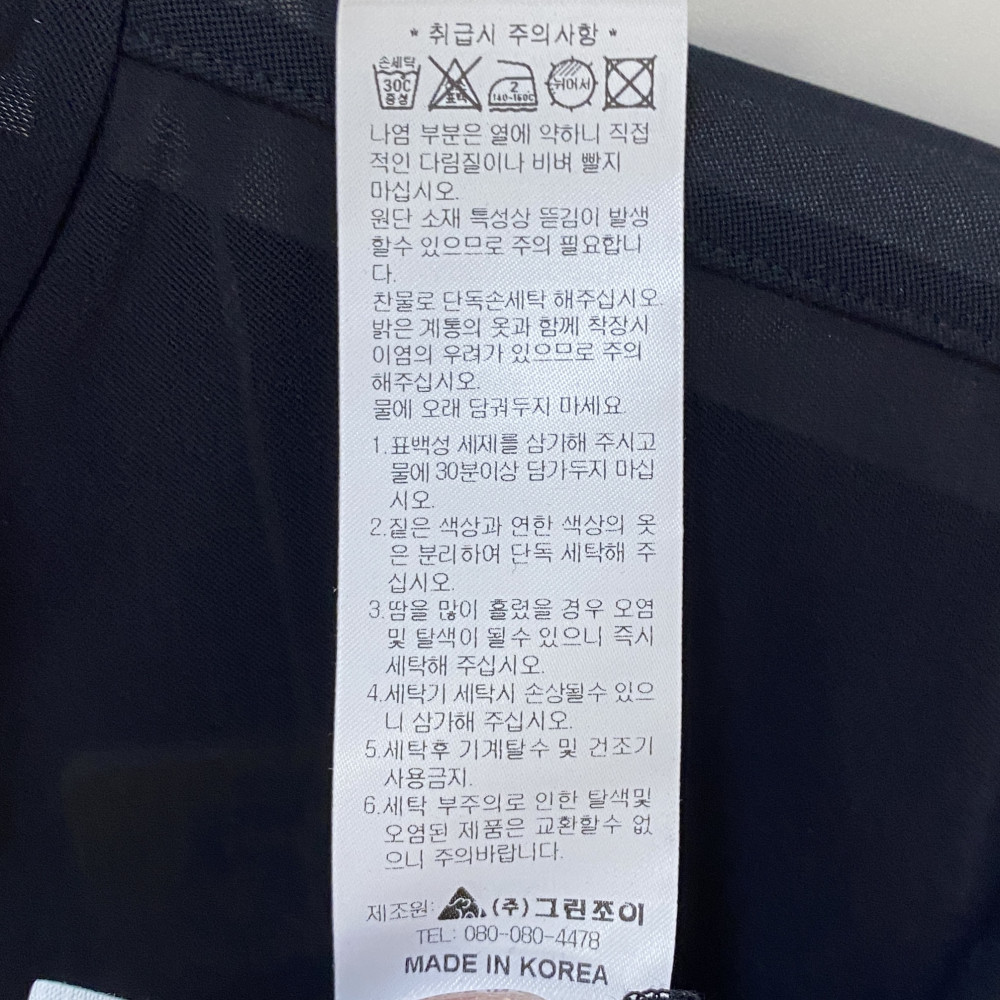 * 취급시 주의사항 *
손세탁
30C
중성
표백
2
140~160C
뉘어서
나염 부분은 열에 약하니 직접
적인 다림질이나 비벼 빨지
마십시오.
원단 소재 특성상 뜯김이 발생
할수 있으므로 주의 필요합니
다.
찬물로 단독손세탁 해주십시오.
밝은 계통의 옷과 함께 착장시
이염의 우려가 있으므로 주의
해주십시오.
물에 오래 담궈두지 마세요
1.표백성 세제를 삼가해 주시고
물에 30분이상 담가두지 마십
시오.
2.짙은 색상과 연한 색상의 옷
은 분리하여 단독 세탁해 주
십시오.
3.땀을 많이 흘렸을 경우 오염
및 탈색이 될수 있으니 즉시
세탁해 주십시오.
4.세탁기 세탁시 손상될수 있으
니 삼가해 주십시오.
5.세탁후 기계탈수 및 건조기
사용금지.
6.세탁 부주의로 인한 탈색및
오염된 제품은 교환할수 없
으니 주의바랍니다.
제조원: (주)그린조이
TEL: 080-080-4478
MADE IN KOREA